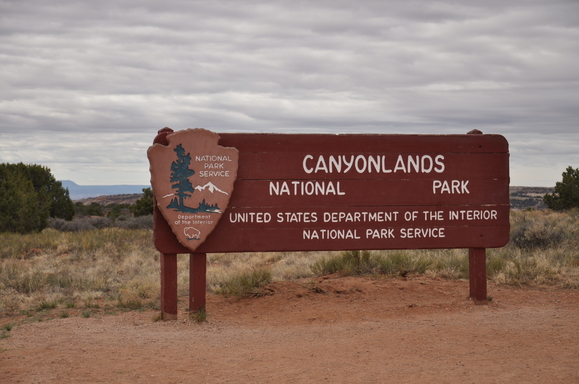 NATIONAL
PARK
SERVICE
Department
of the Interior
CANYONLANDS
NATIONAL PARK
UNITED STATES DEPARTMENT OF THE INTERIOR
NATIONAL PARK SERVICE